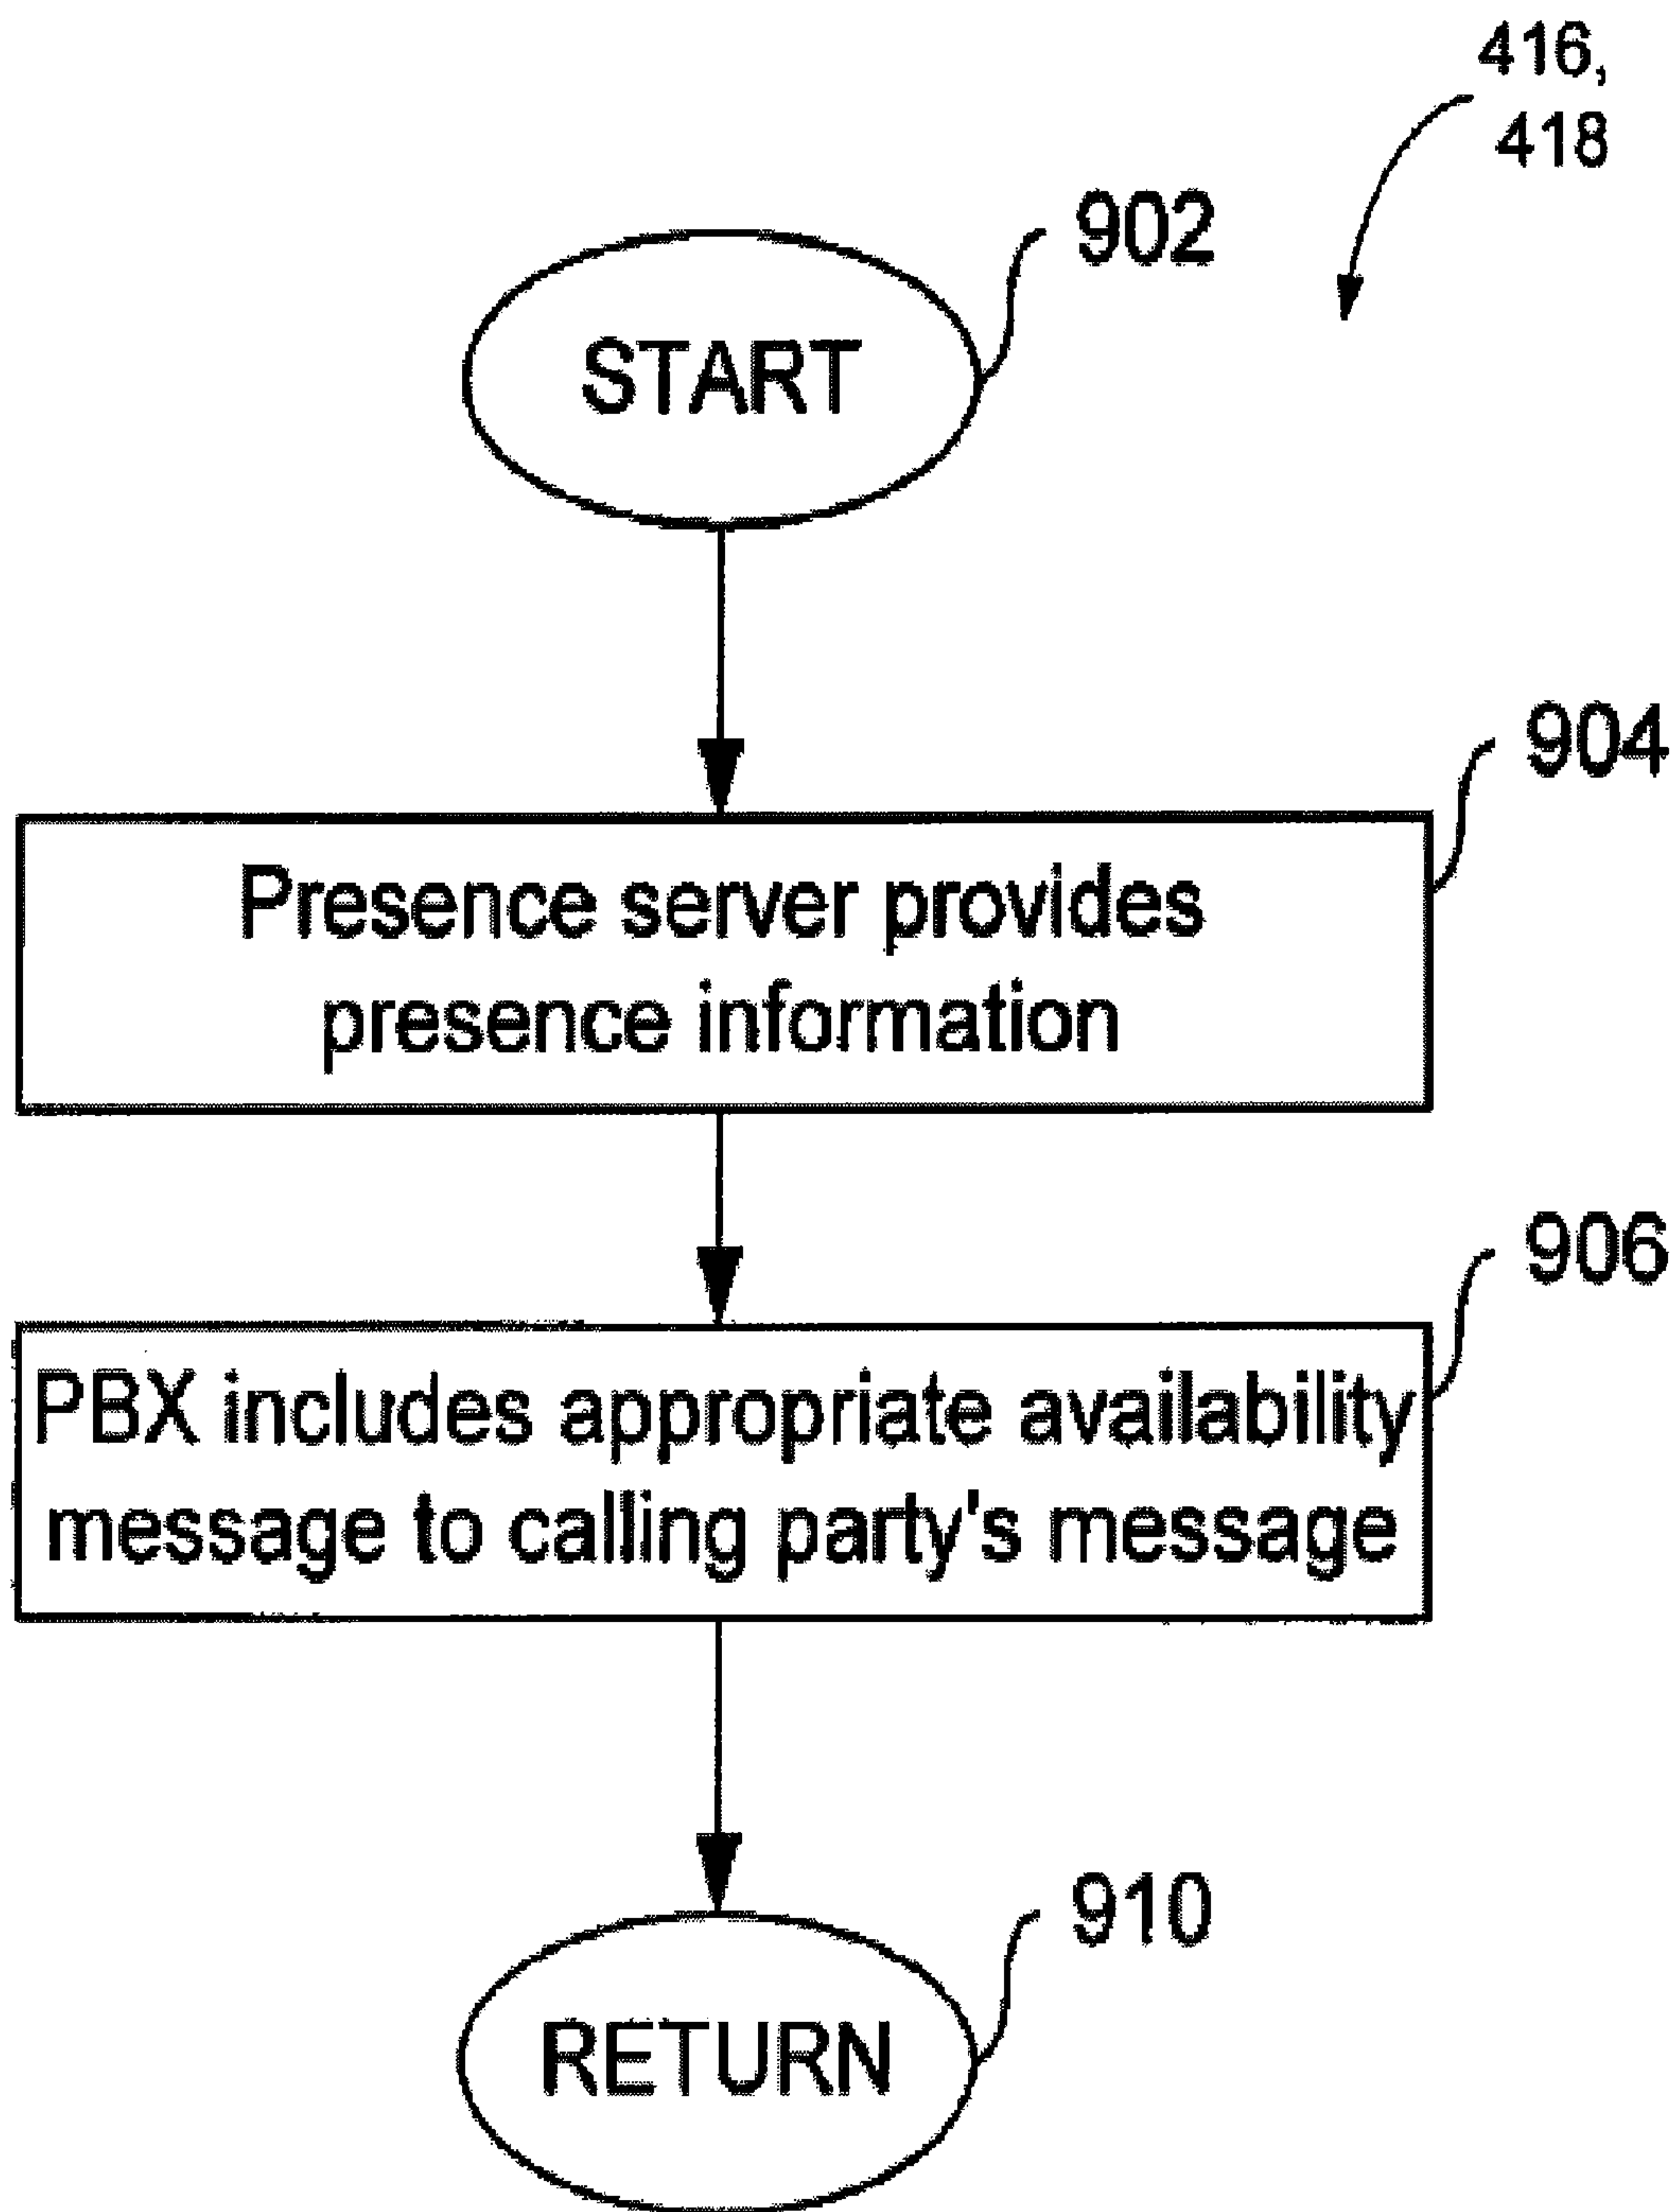 416,
418
902
START
904
Presence server provides
presence information
906
PBX includes appropriate availability
message to calling party's message
910
RETURN